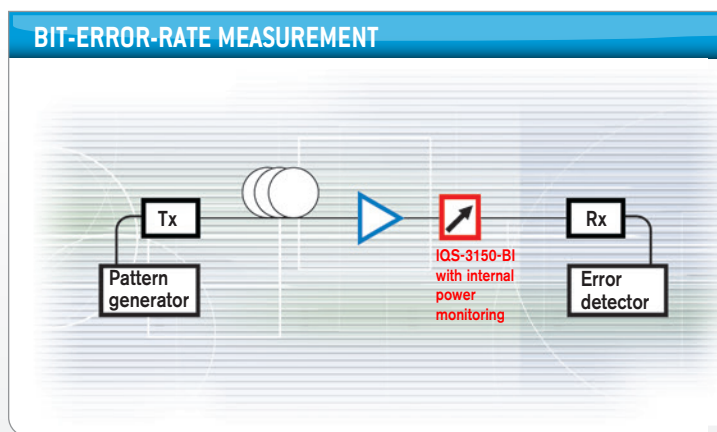 BIT-ERROR-RATE MEASUREMENT
Tx
Rx
Pattern
generator
IQS-3150-BI
with internal
power
monitoring
Error
detector